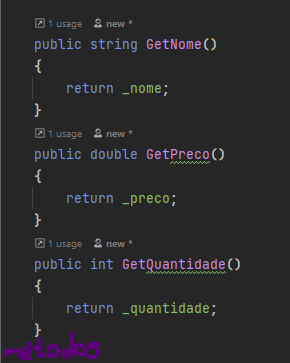 1 usage new *
public string GetNome()
{
return _nome;
}
1 usage new *
public double GetPreco()
{
return _preco;
}
1 usage new *
public int GetQuantidade()
{
return _quantidade;
}
métodos